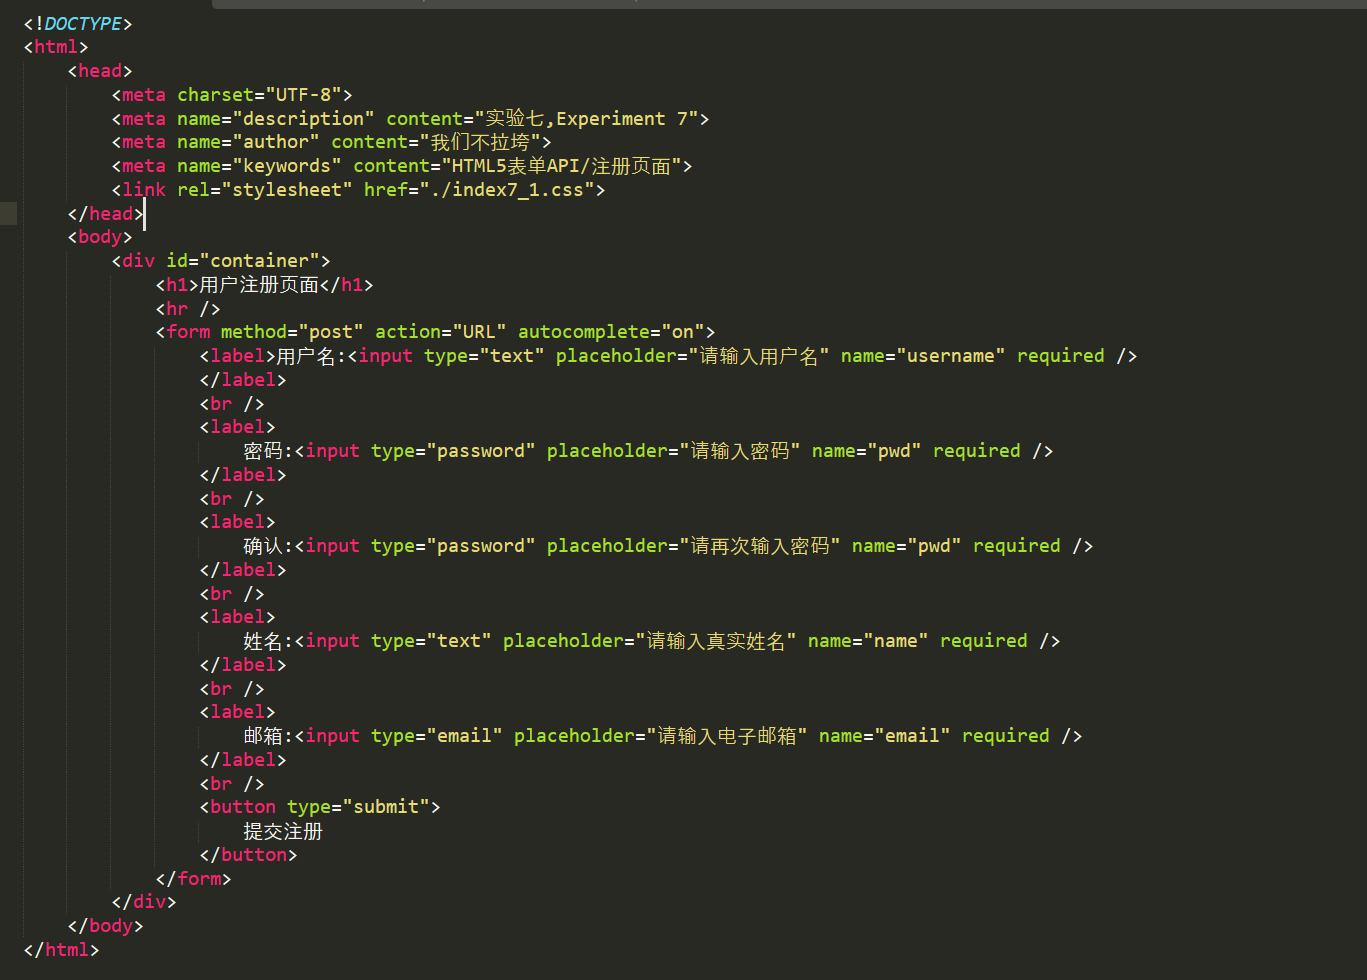 <!DOCTYPE>
<html>
<head>
<meta charset="UTF-8">
<meta name="description" content="实验七,Experiment 7">
<meta name="author" content="我们不拉垮">
<meta name="keywords" content="HTML5表单API/注册页面">
<link rel="stylesheet" href="./index7_1.css">
</head>
<body>
<div id="container">
<h1>用户注册页面</h1>
<hr />
<form method="post" action="URL" autocomplete="on">
<label>用户名:<input type="text" placeholder="请输入用户名" name="username" required />
</label>
<br />
<label>
密码:<input type="password" placeholder="请输入密码" name="pwd" required />
</label>
<br />
<label>
确认:<input type="password" placeholder="请再次输入密码" name="pwd" required />
</label>
<br />
<label>
姓名:<input type="text" placeholder="请输入真实姓名" name="name" required />
</label>
<br />
<label>
邮箱:<input type="email" placeholder="请输入电子邮箱" name="email" required />
</label>
<br />
<button type="submit">
提交注册
</button>
</form>
</div>
</body>
</html>